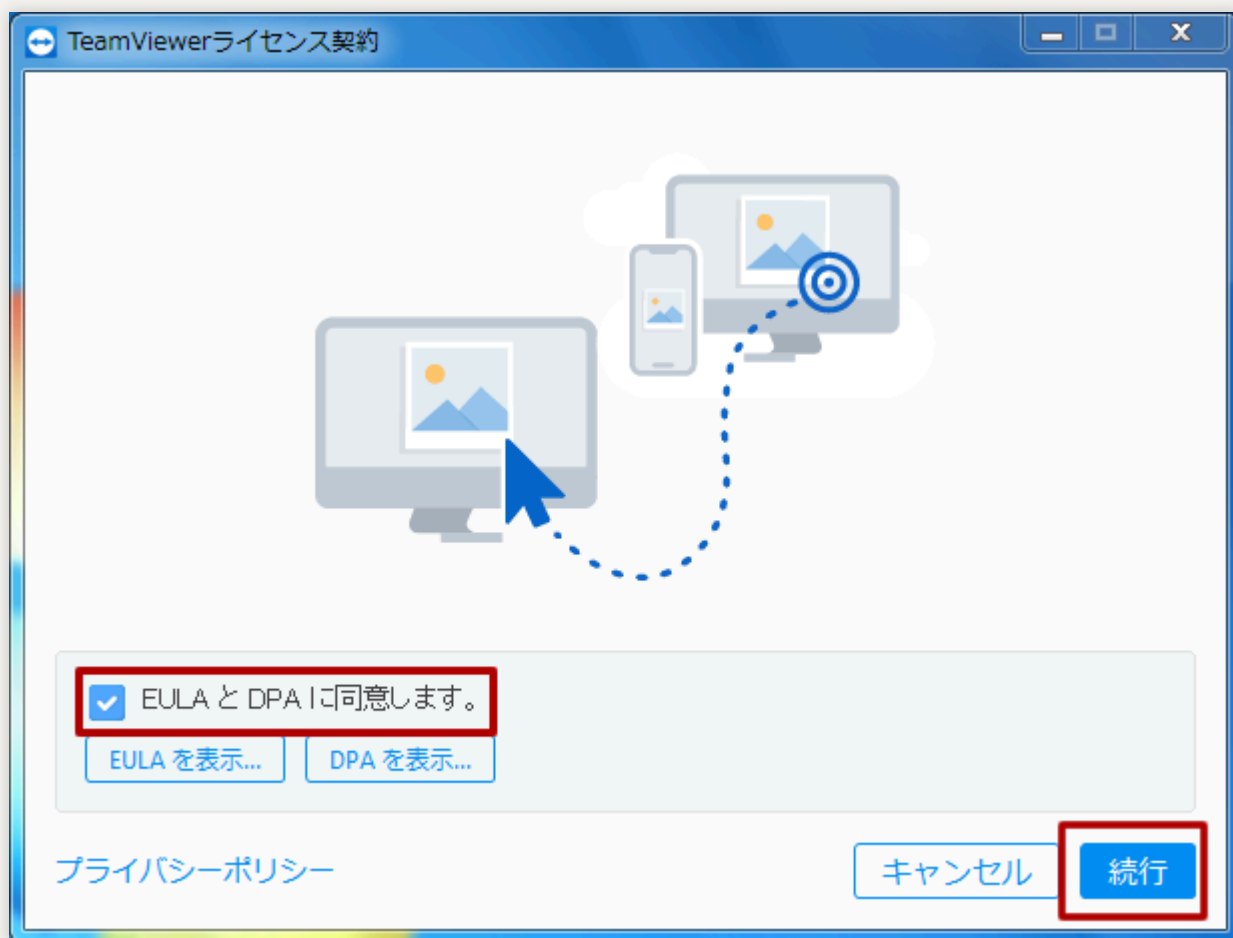 TeamViewerライセンス契約
EULA と DPA に同意します。
EULA を表示... DPA を表示...
プライバシーポリシー キャンセル 続行